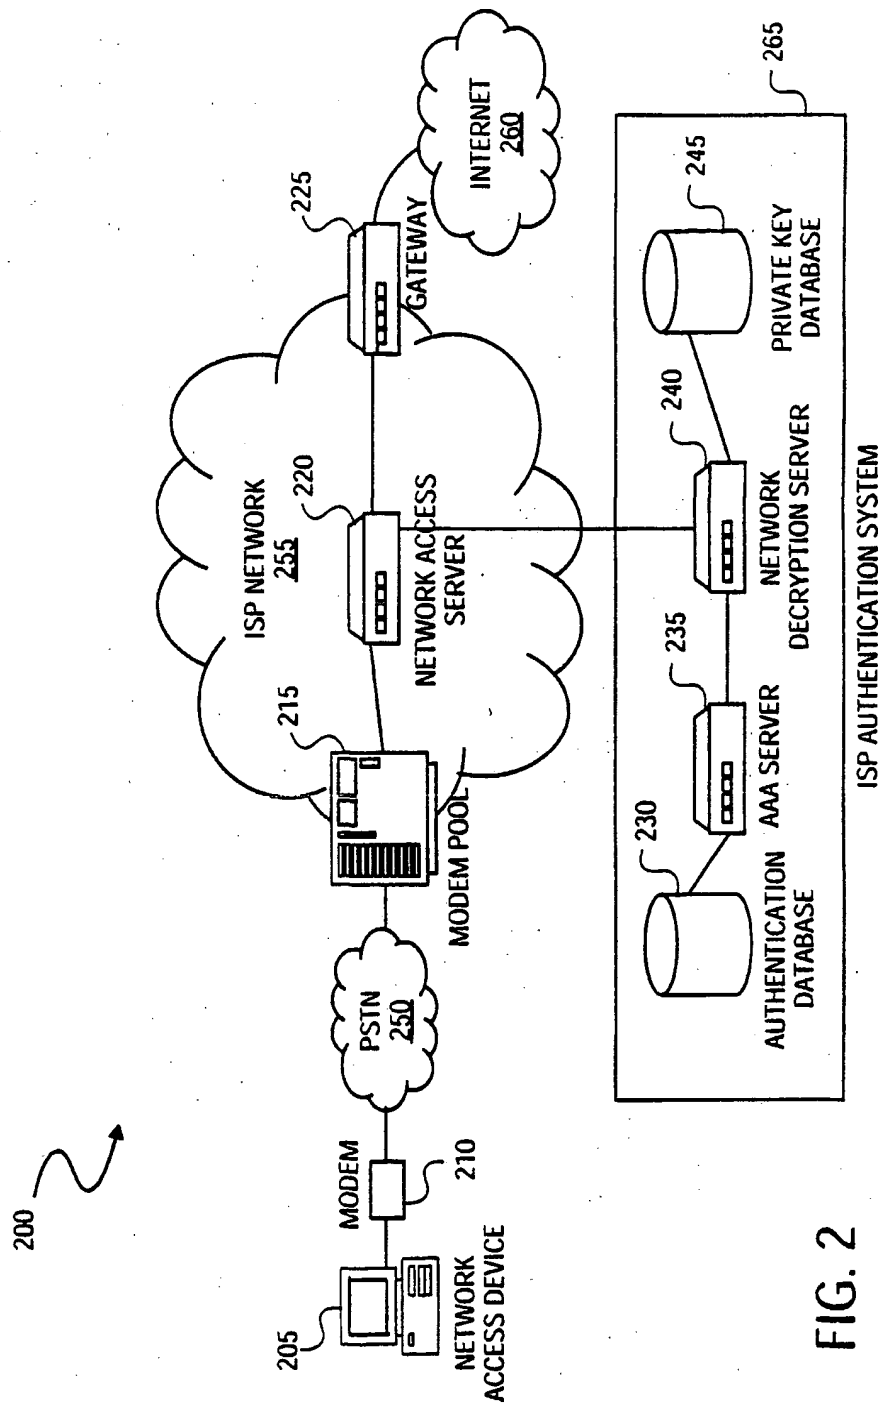 200
205
NETWORK
ACCESS DEVICE
MODEM
210
PSTN
250
215
MODEM POOL
ISP NETWORK
255
220
NETWORK ACCESS
SERVER
225
GATEWAY
INTERNET
260
230
AUTHENTICATION
DATABASE
235
AAA SERVER
240
NETWORK
DECRYPTION SERVER
245
PRIVATE KEY
DATABASE
265
ISP AUTHENTICATION SYSTEM
FIG. 2